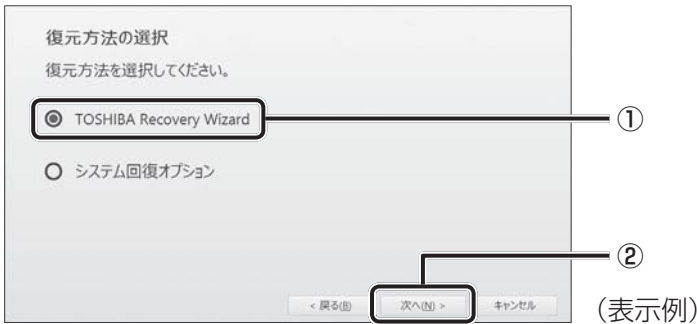 復元方法の選択
復元方法を選択してください。
TOSHIBA Recovery Wizard
①
システム回復オプション
②
< 戻る(B) 次へ(N) > キャンセル
(表示例)